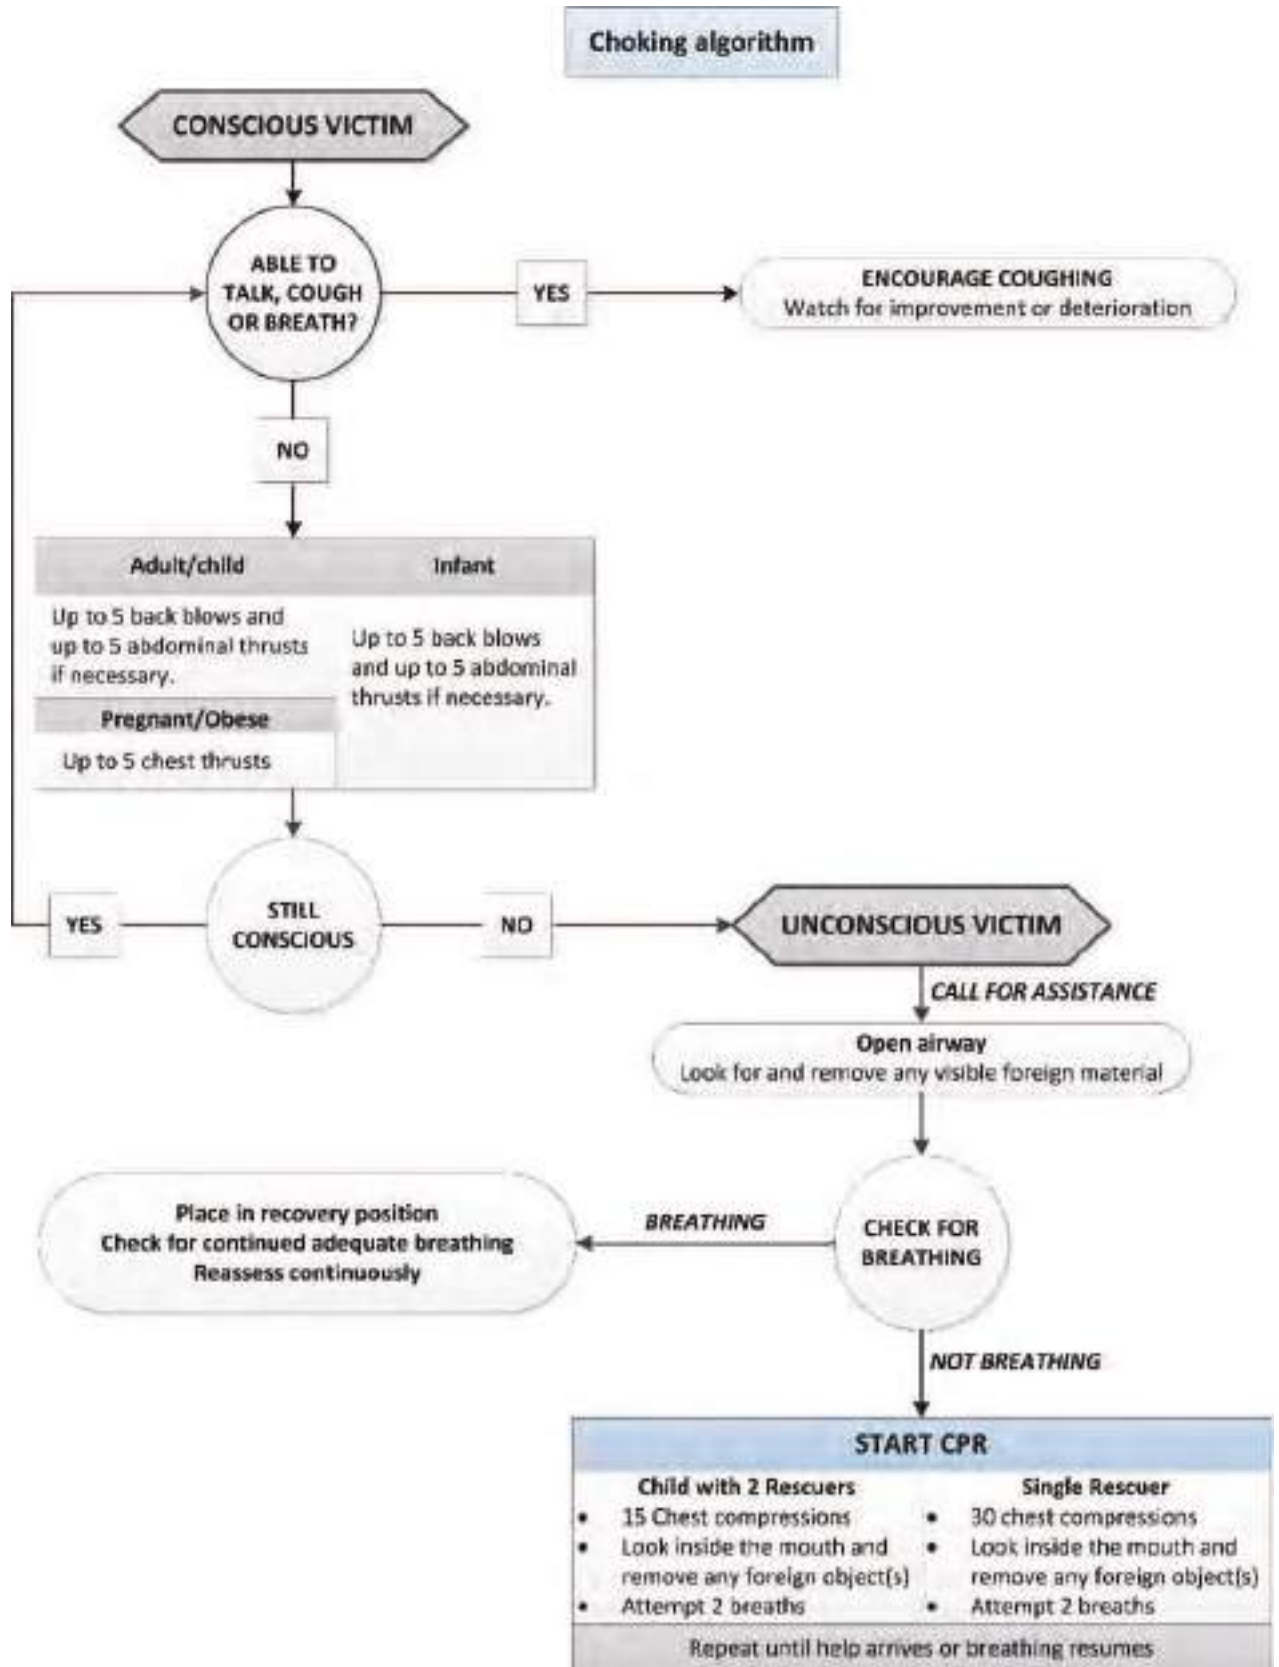 Choking algorithm
CONSCIOUS VICTIM
ABLE TO
TALK, COUGH
OR BREATH?
YES
ENCOURAGE COUGHING
Watch for improvement or deterioration
NO
Adult/child
Up to 5 back blows and
up to 5 abdominal thrusts
if necessary.
Pregnant/Obese
Up to 5 chest thrusts
Infant
Up to 5 back blows
and up to 5 abdominal
thrusts if necessary.
STILL
CONSCIOUS
YES
NO
UNCONSCIOUS VICTIM
CALL FOR ASSISTANCE
Open airway
Look for and remove any visible foreign material
CHECK FOR
BREATHING
BREATHING
Place in recovery position
Check for continued adequate breathing
Reassess continuously
NOT BREATHING
START CPR
Child with 2 Rescuers
• 15 Chest compressions
• Look inside the mouth and
remove any foreign object(s)
• Attempt 2 breaths
Single Rescuer
• 30 chest compressions
• Look inside the mouth and
remove any foreign object(s)
• Attempt 2 breaths
Repeat until help arrives or breathing resumes